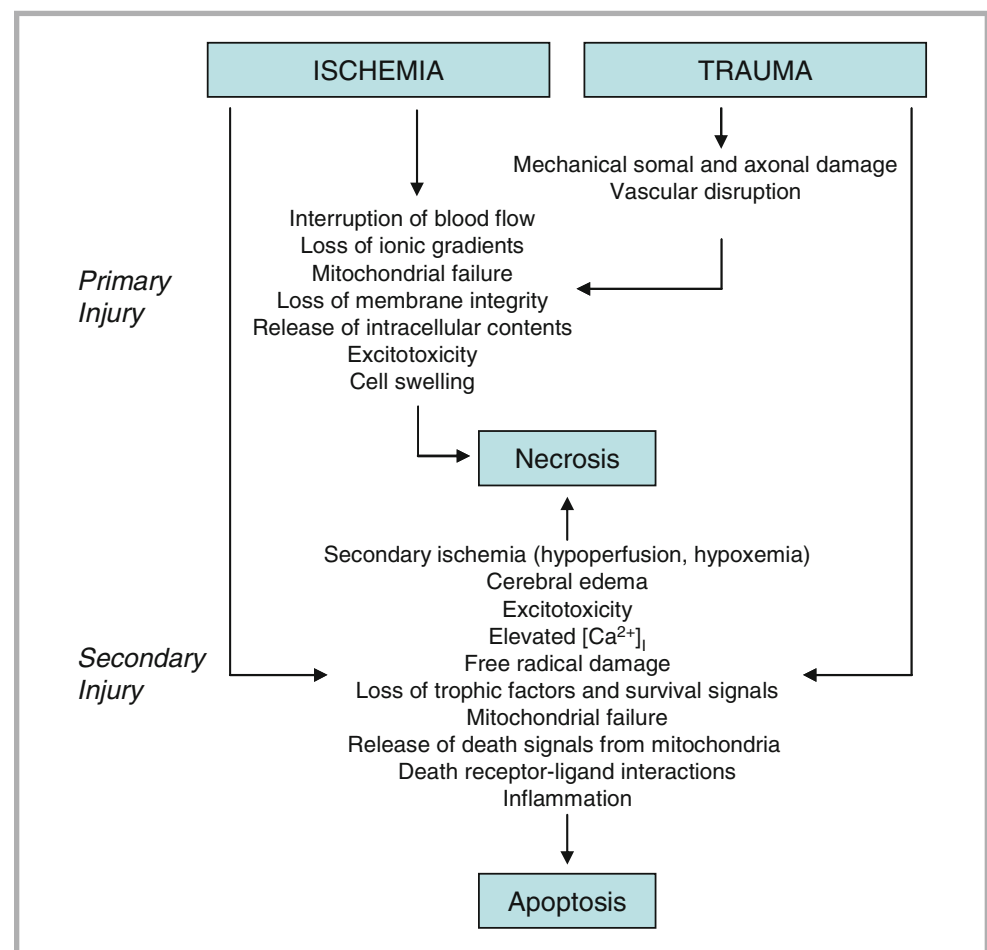 ISCHEMIA
TRAUMA
Mechanical somal and axonal damage
Vascular disruption
Interruption of blood flow
Loss of ionic gradients
Mitochondrial failure
Loss of membrane integrity
Release of intracellular contents
Excitotoxicity
Cell swelling
Primary
Injury
Necrosis
Secondary ischemia (hypoperfusion, hypoxemia)
Cerebral edema
Excitotoxicity
Elevated [Ca²⁺]ₗ
Free radical damage
Loss of trophic factors and survival signals
Mitochondrial failure
Release of death signals from mitochondria
Death receptor-ligand interactions
Inflammation
Secondary
Injury
Apoptosis